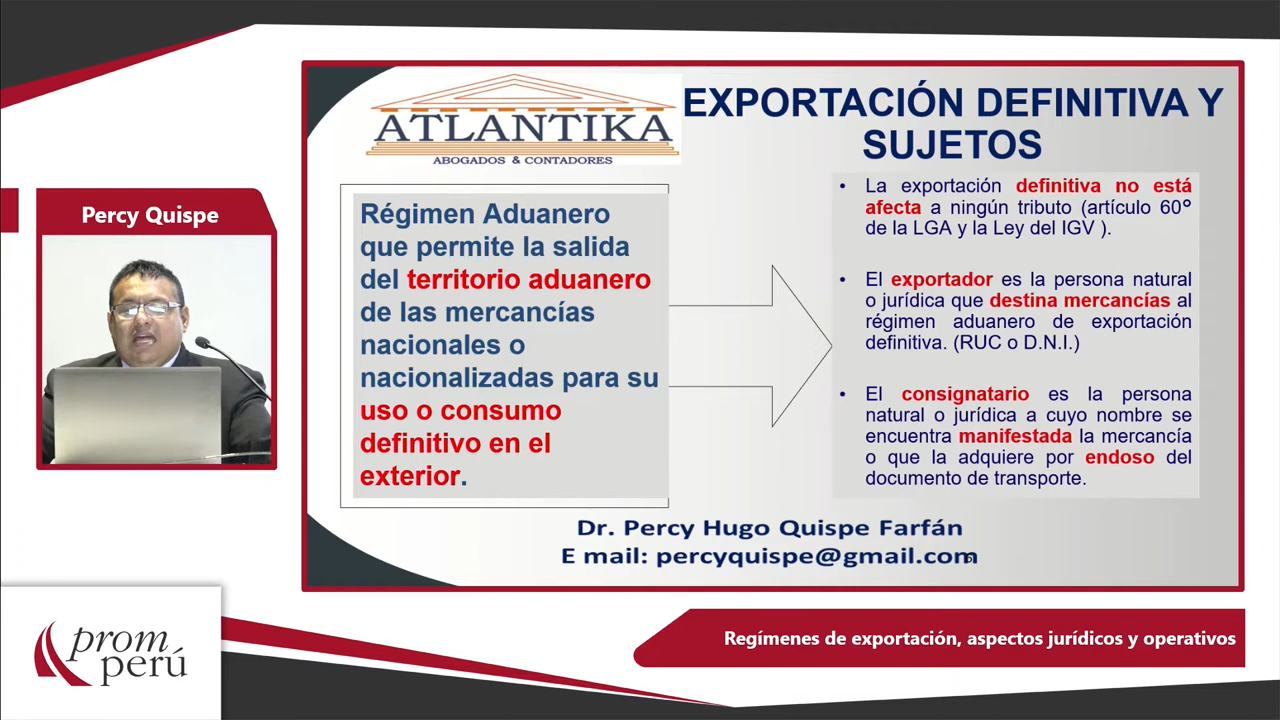 ATLANTIKA
ABOGADOS & CONTADORES
EXPORTACIÓN DEFINITIVA Y
SUJETOS
Percy Quispe
Régimen Aduanero
que permite la salida
del territorio aduanero
de las mercancías
nacionales o
nacionalizadas para su
uso o consumo
definitivo en el
exterior.
• La exportación definitiva no está
afecta a ningún tributo (artículo 60°
de la LGA y la Ley del IGV ).
• El exportador es la persona natural
o jurídica que destina mercancías al
régimen aduanero de exportación
definitiva. (RUC o D.N.I.)
• El consignatario es la persona
natural o jurídica a cuyo nombre se
encuentra manifestada la mercancía
o que la adquiere por endoso del
documento de transporte.
Dr. Percy Hugo Quispe Farfán
E mail: percyquispe@gmail.com
Regímenes de exportación, aspectos jurídicos y operativos
prom
perú